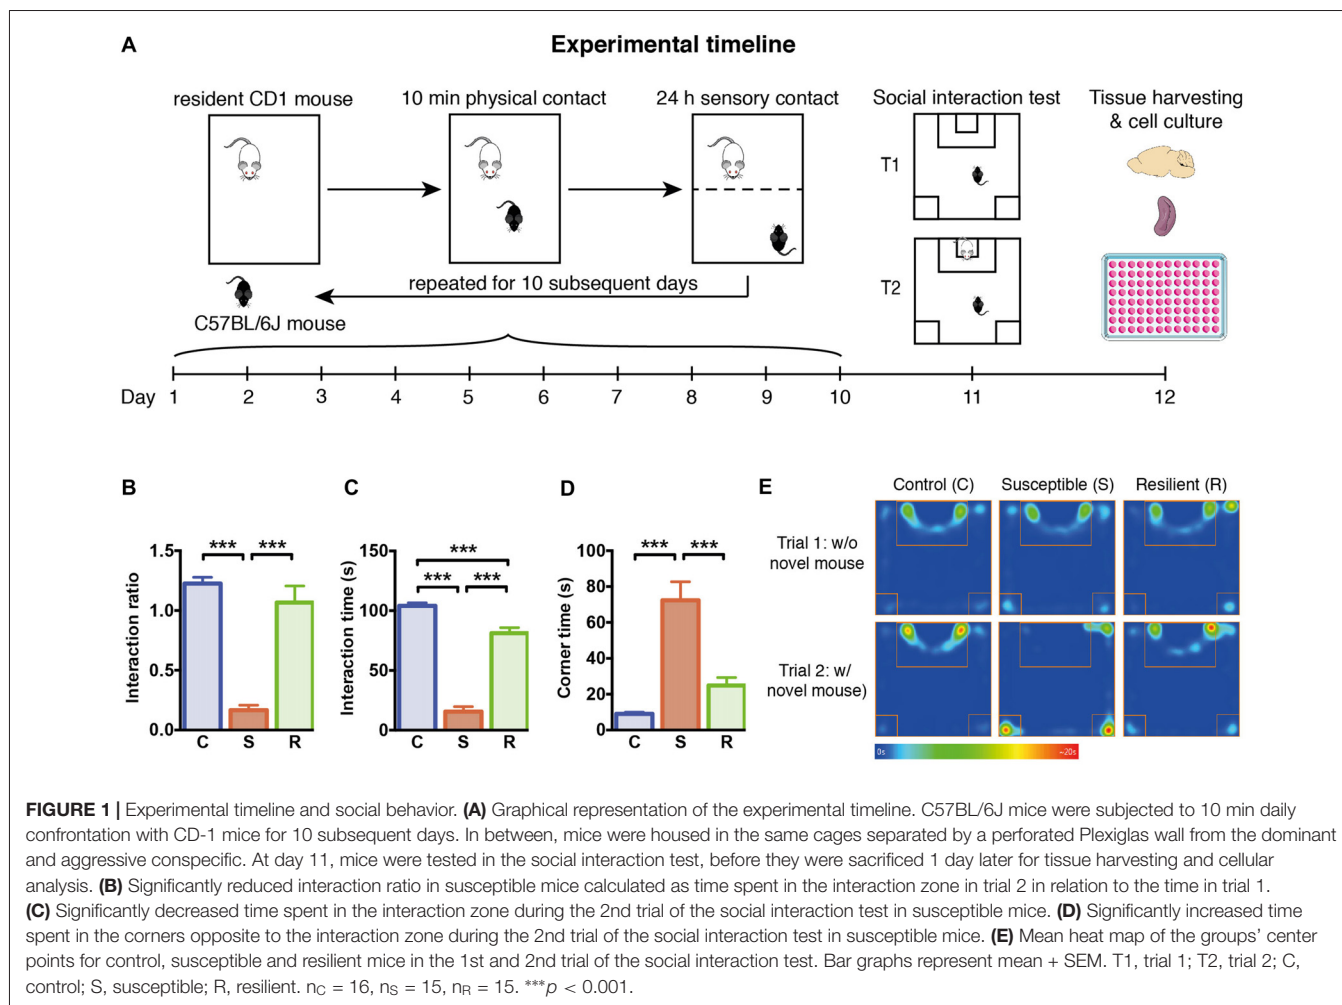 A
Experimental timeline
resident CD1 mouse
10 min physical contact
24 h sensory contact
Social interaction test
Tissue harvesting
& cell culture
T1
T2
repeated for 10 subsequent days
C57BL/6J mouse
Day 1 2 3 4 5 6 7 8 9 10 11 12
B
Interaction ratio
1.5
1.0
0.5
0.0
*** ***
C S R
C
Interaction time (s)
150
100
50
0
***
*** ***
C S R
D
Corner time (s)
100
80
60
40
20
0
*** ***
C S R
E
Control (C) Susceptible (S) Resilient (R)
Trial 1: w/o
novel mouse
Trial 2: w/
novel mouse)
0s ~20s
FIGURE 1 | Experimental timeline and social behavior. (A) Graphical representation of the experimental timeline. C57BL/6J mice were subjected to 10 min daily
confrontation with CD-1 mice for 10 subsequent days. In between, mice were housed in the same cages separated by a perforated Plexiglas wall from the dominant
and aggressive conspecific. At day 11, mice were tested in the social interaction test, before they were sacrificed 1 day later for tissue harvesting and cellular
analysis. (B) Significantly reduced interaction ratio in susceptible mice calculated as time spent in the interaction zone in trial 2 in relation to the time in trial 1.
(C) Significantly decreased time spent in the interaction zone during the 2nd trial of the social interaction test in susceptible mice. (D) Significantly increased time
spent in the corners opposite to the interaction zone during the 2nd trial of the social interaction test in susceptible mice. (E) Mean heat map of the groups' center
points for control, susceptible and resilient mice in the 1st and 2nd trial of the social interaction test. Bar graphs represent mean + SEM. T1, trial 1; T2, trial 2; C,
control; S, susceptible; R, resilient. nC = 16, nS = 15, nR = 15. ***p < 0.001.